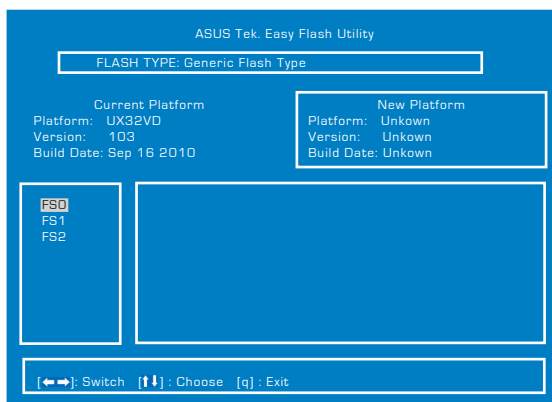 ASUS Tek. Easy Flash Utility
FLASH TYPE: Generic Flash Type
Current Platform
Platform: UX32VD
Version: 103
Build Date: Sep 16 2010
New Platform
Platform: Unkown
Version: Unkown
Build Date: Unkown
FS0
FS1
FS2
[←→]: Switch [↑↓] : Choose [q] : Exit